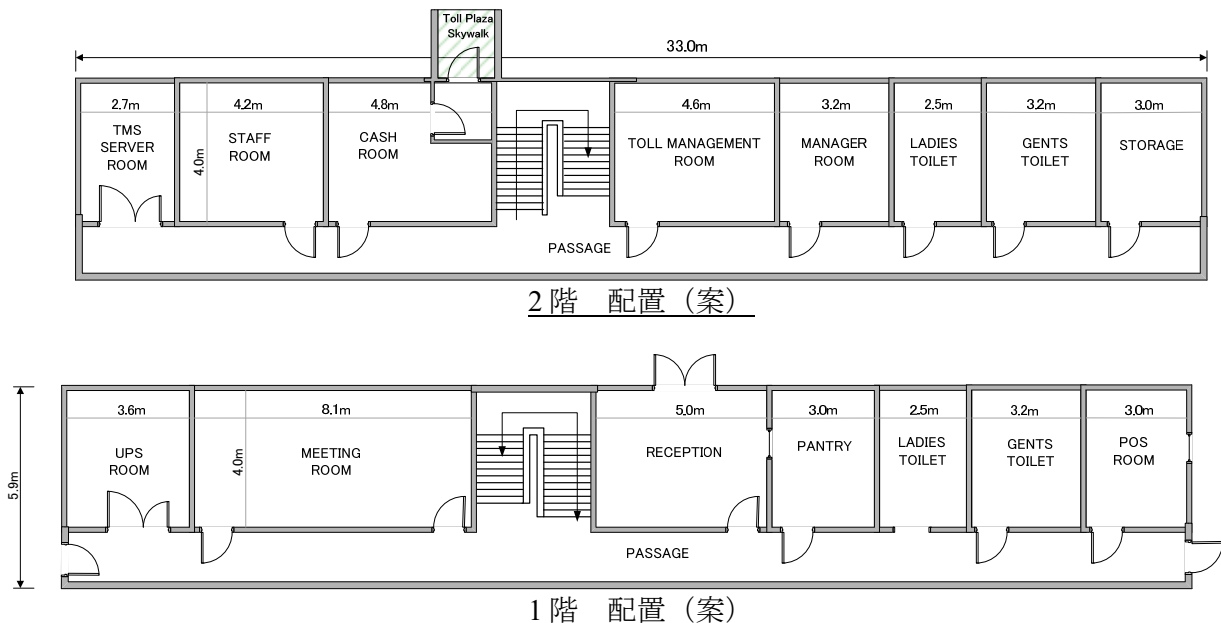 Toll Plaza
Skywalk
33.0m
2.7m
4.2m
4.8m
4.6m
3.2m
2.5m
3.2m
3.0m
TMS
SERVER
ROOM
STAFF
ROOM
CASH
ROOM
TOLL MANAGEMENT
ROOM
MANAGER
ROOM
LADIES
TOILET
GENTS
TOILET
STORAGE
4.0m
PASSAGE
2階 配置（案）
3.6m
8.1m
5.0m
3.0m
2.5m
3.2m
3.0m
UPS
ROOM
MEETING
ROOM
RECEPTION
PANTRY
LADIES
TOILET
GENTS
TOILET
POS
ROOM
4.0m
5.9m
PASSAGE
1階 配置（案）